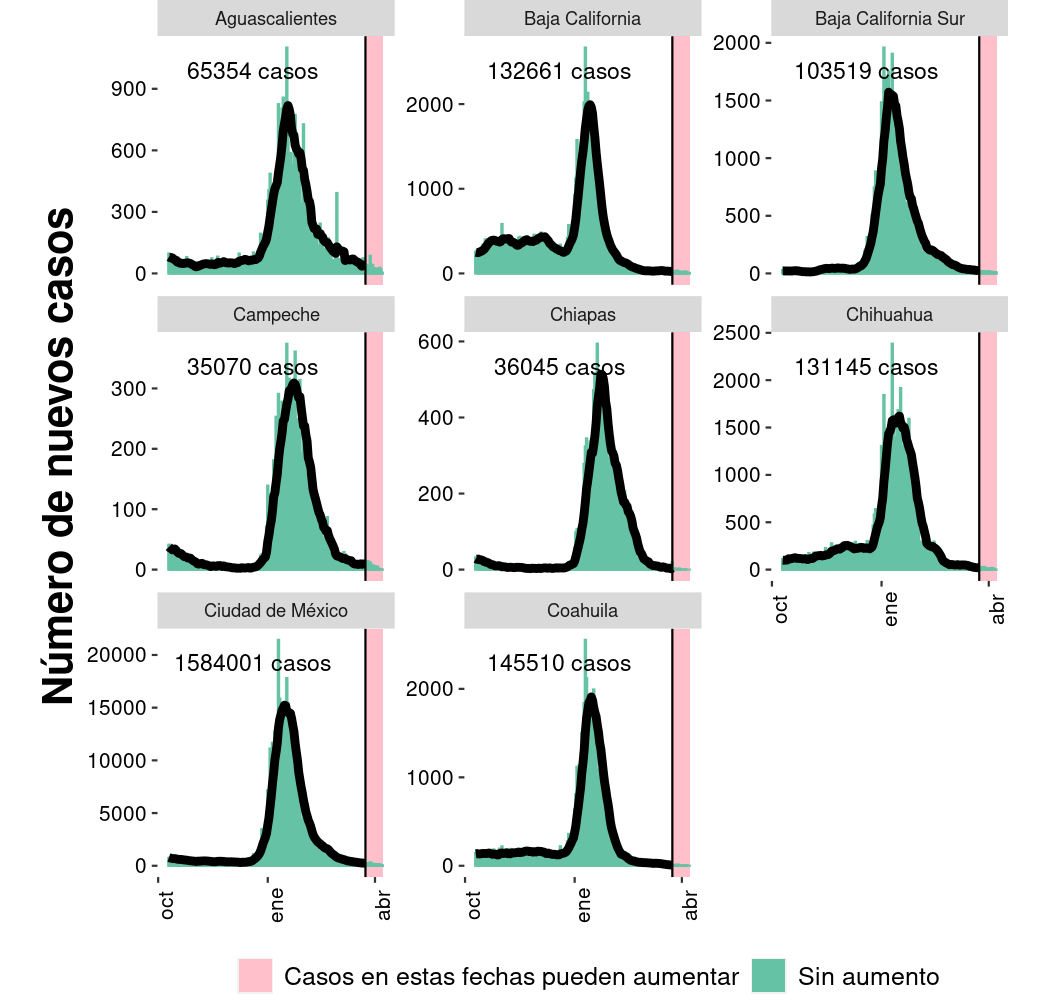 Número de nuevos casos
Aguascalientes
65354 casos
900
600
300
0
Baja California
132661 casos
2000
1000
0
Baja California Sur
103519 casos
2000
1500
1000
500
0
Campeche
35070 casos
300
200
100
0
Chiapas
36045 casos
600
400
200
0
Chihuahua
131145 casos
2500
2000
1500
1000
500
0
oct
ene
abr
Ciudad de México
1584001 casos
20000
15000
10000
5000
0
oct
ene
abr
Coahuila
145510 casos
2000
1000
0
oct
ene
abr
Casos en estas fechas pueden aumentar
Sin aumento